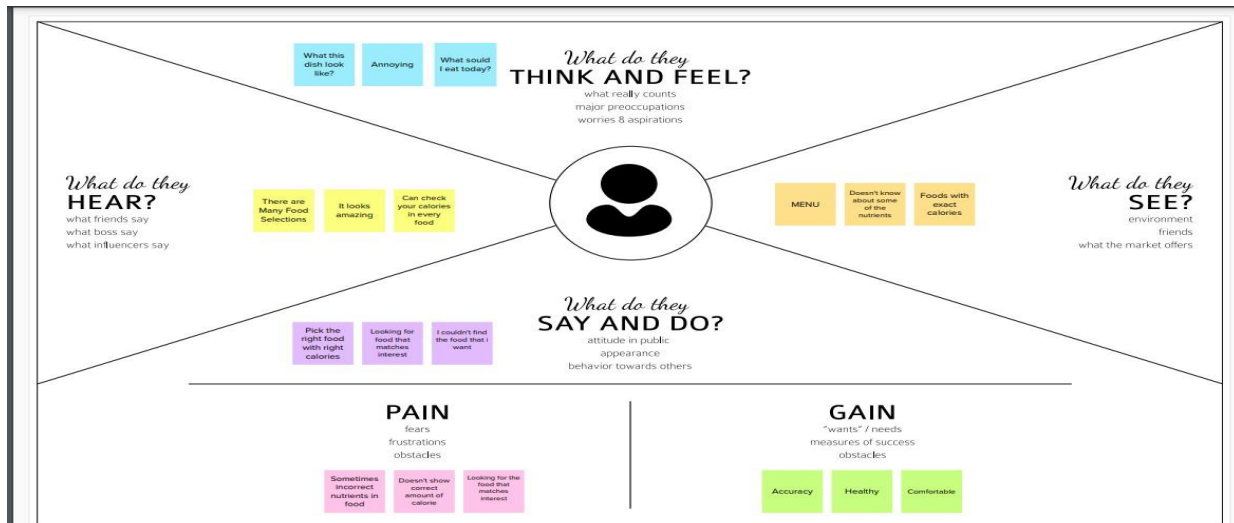 What this
dish look
like?
Annoying
What sould
I eat today?
What do they
THINK AND FEEL?
what really counts
major preoccupations
worries 8 aspirations
What do they
HEAR?
what friends say
what boss say
what influencers say
There are
Many Food
Selections
It looks
amazing
Can check
your calories
in every
food
MENU
Doesn't know
about some
of the
nutrients
Foods with
exact
calories
What do they
SEE?
environment
friends
what the market offers
What do they
SAY AND DO?
attitude in public
appearance
behavior towards others
Pick the
right food
with right
calories
Looking for
food that
matches
interest
I couldn't find
the food that i
want
PAIN
fears
frustrations
obstacles
Sometimes
incorrect
nutrients in
food
Doesn't show
correct
amount of
calorie
Looking for the
food that
matches
interest
GAIN
"wants" / needs
measures of success
obstacles
Accuracy
Healthy
Comfortable